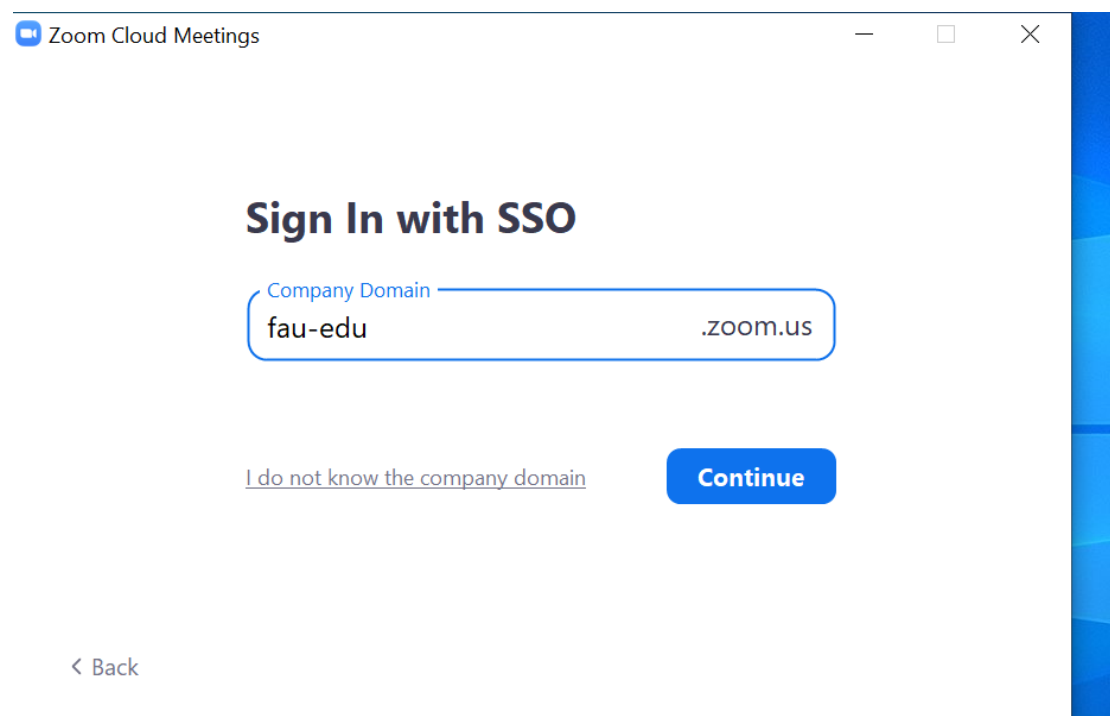 Zoom Cloud Meetings
Sign In with SSO
Company Domain
fau-edu .zoom.us
I do not know the company domain Continue
Back